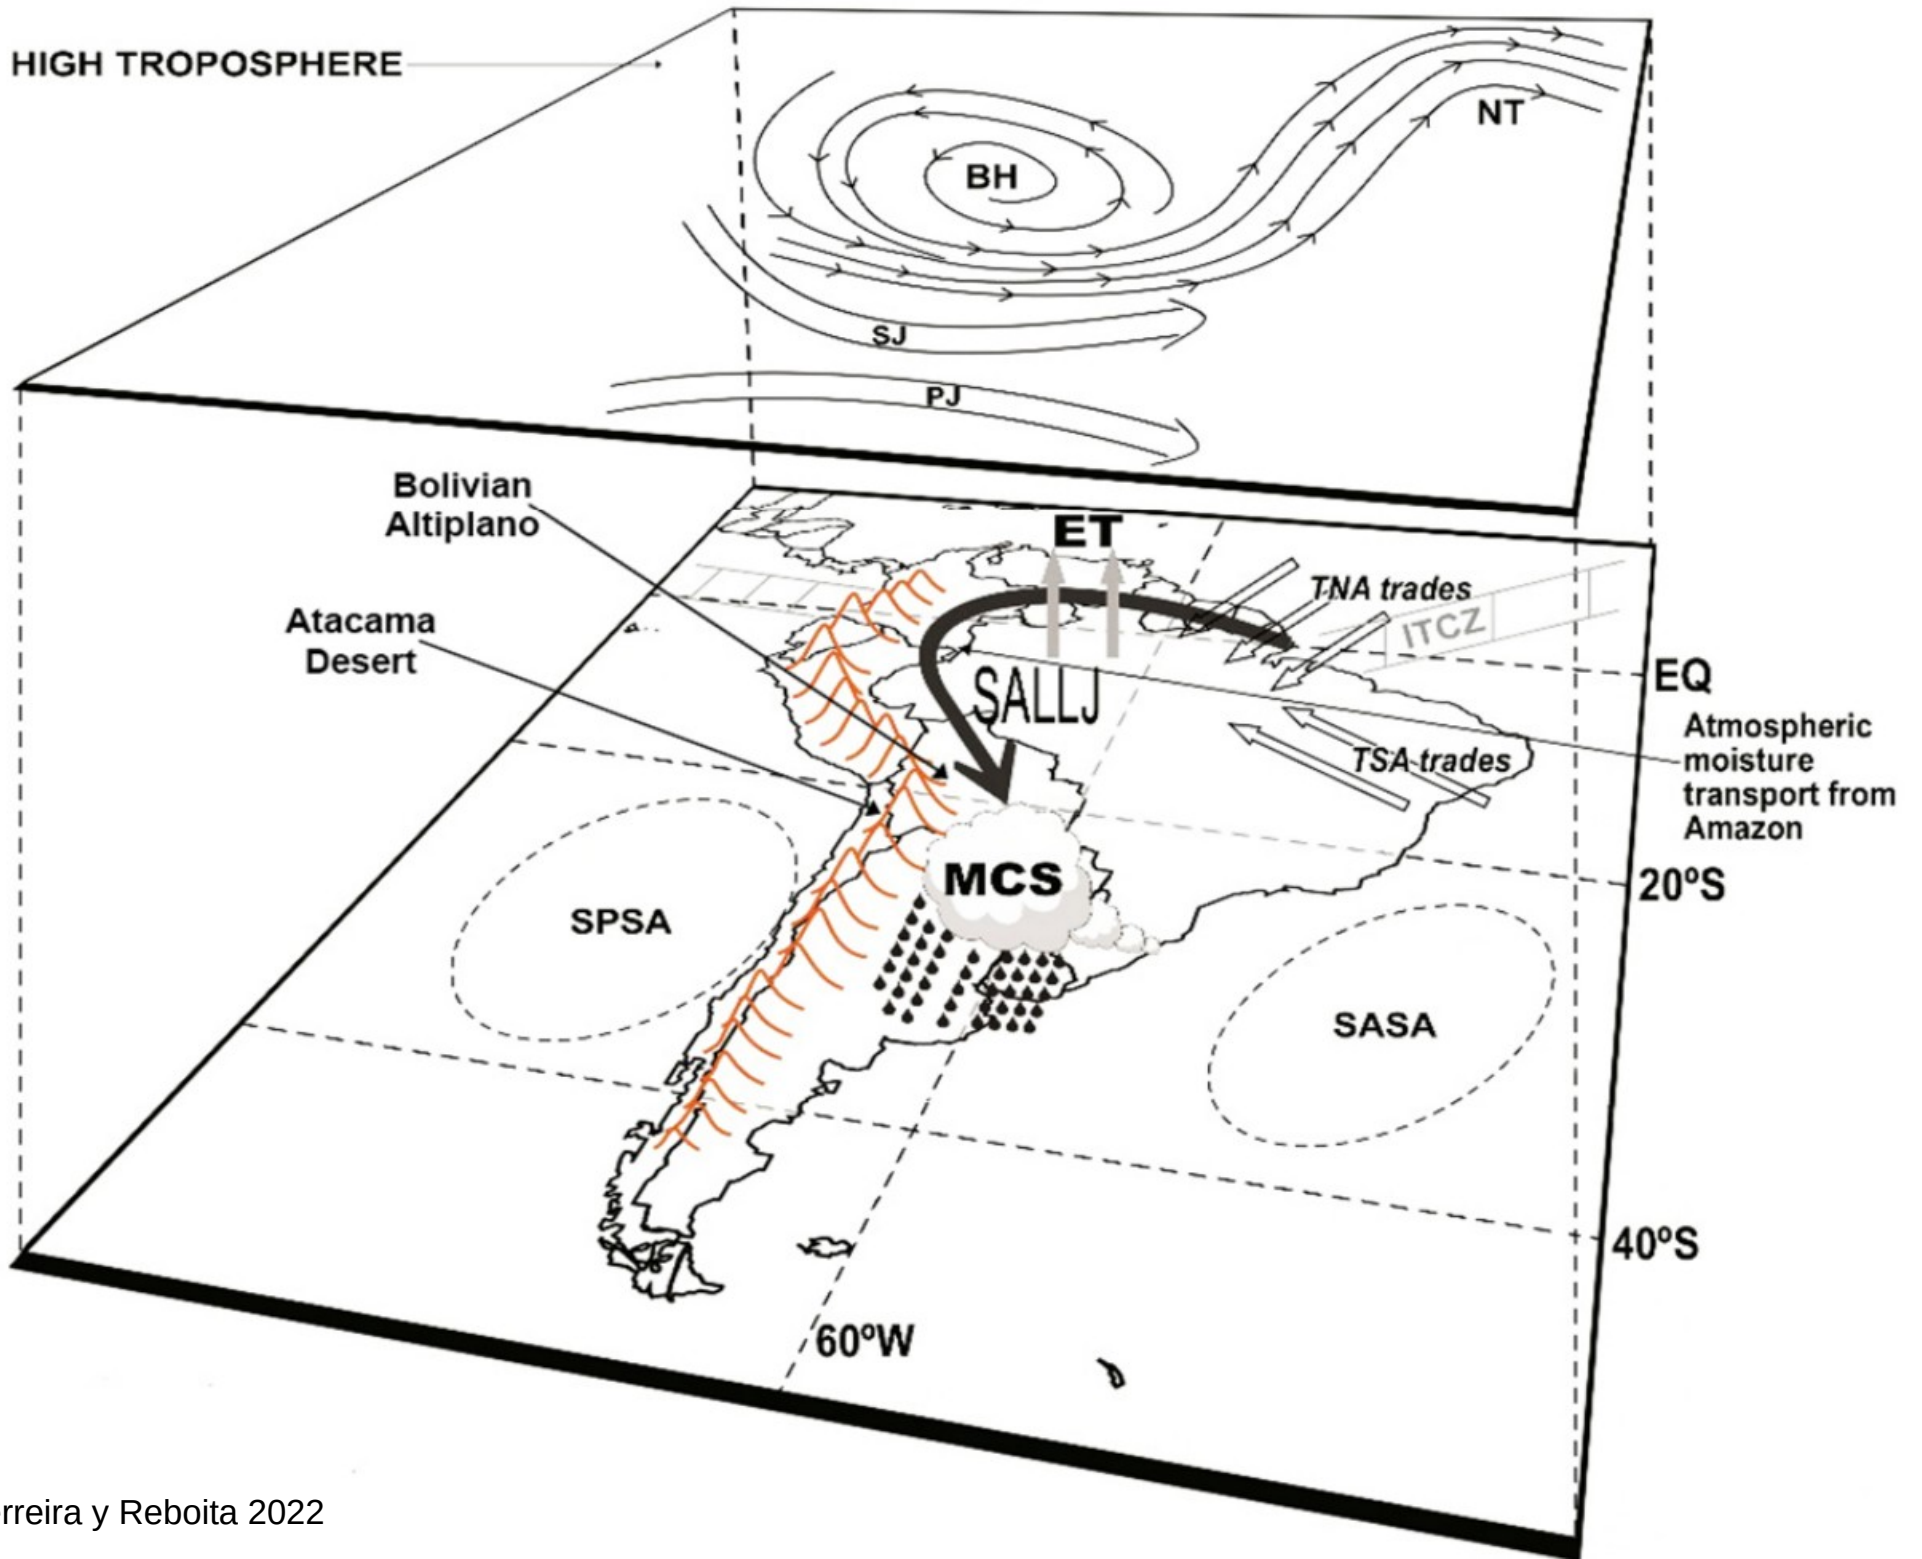 HIGH TROPOSPHERE
NT
BH
SJ
PJ
Bolivian
Altiplano
ET
TNA trades
ITCZ
Atacama
Desert
SALLJ
EQ
Atmospheric
moisture
transport from
Amazon
TSA trades
MCS
20ºS
SPSA
SASA
40ºS
60ºW
rreira y Reboita 2022